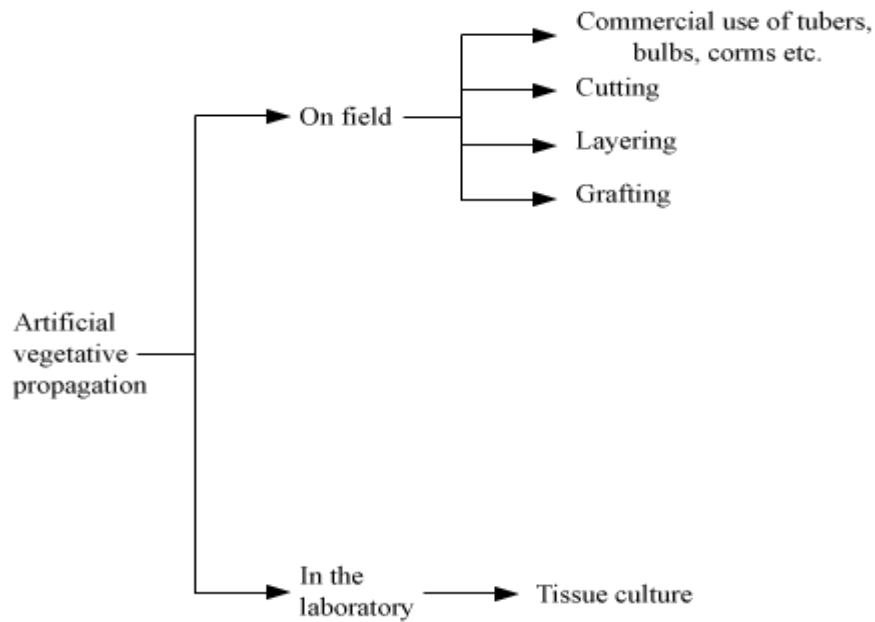 Commercial use of tubers,
bulbs, corms etc.
Cutting
On field
Layering
Grafting
Artificial
vegetative
propagation
In the
laboratory
Tissue culture